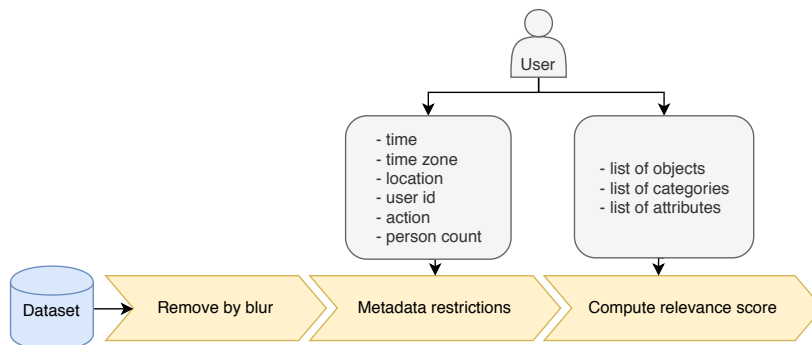 User
- time
- time zone
- location
- user id
- action
- person count
- list of objects
- list of categories
- list of attributes
Dataset
Remove by blur
Metadata restrictions
Compute relevance score